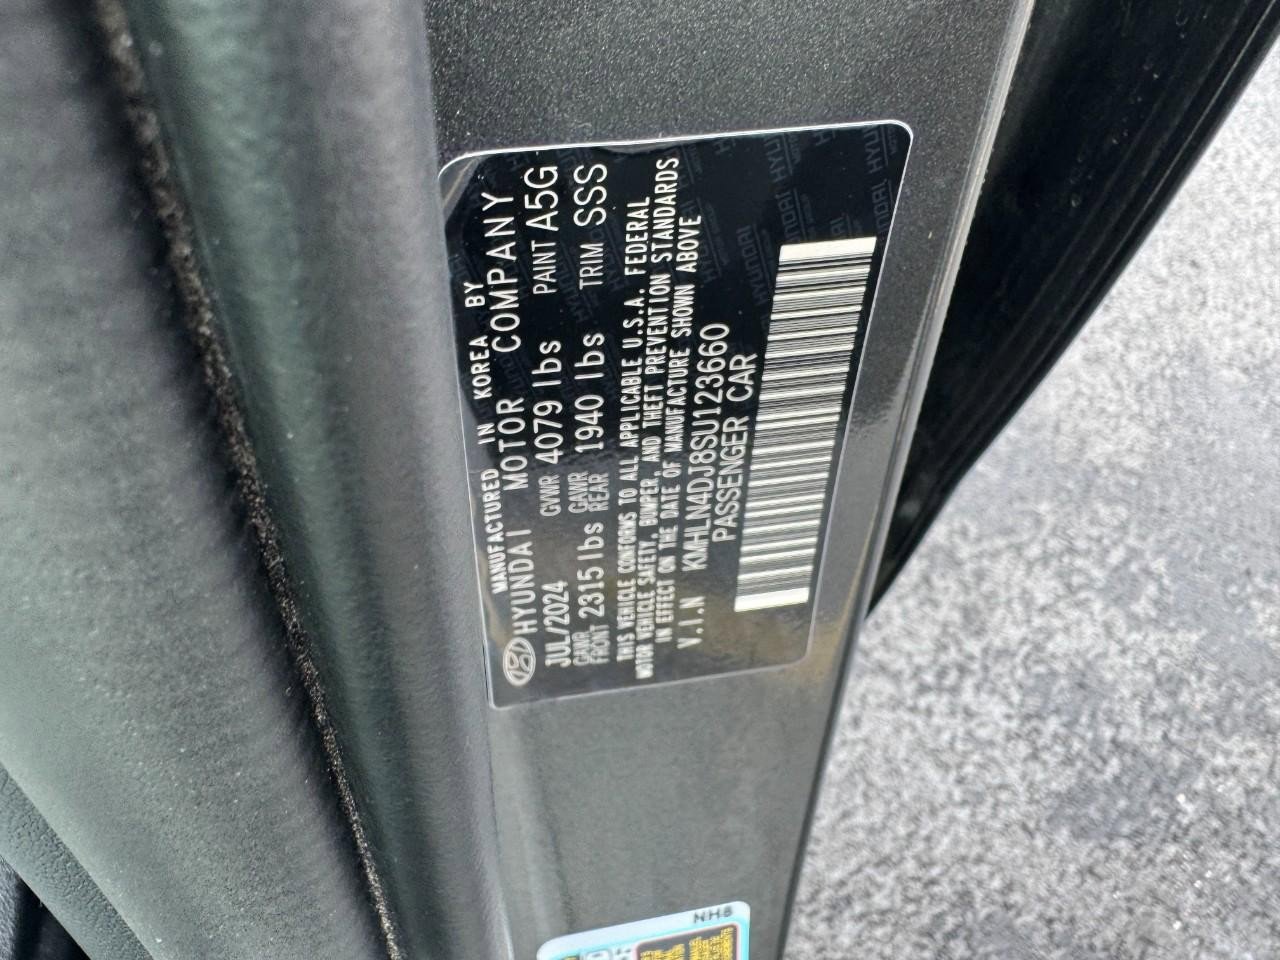 MANUFACTURED IN KOREA BY
HYUNDAI MOTOR COMPANY
JUL/2024 GVWR 4079 lbs PAINT A5G
GAWR FRONT 2315 lbs GAWR REAR 1940 lbs TRIM SSS
THIS VEHICLE CONFORMS TO ALL APPLICABLE U.S.A. FEDERAL
MOTOR VEHICLE SAFETY, BUMPER, AND THEFT PREVENTION STANDARDS
IN EFFECT ON THE DATE OF MANUFACTURE SHOWN ABOVE
V.I.N KMHLN4DJ8SU123660
PASSENGER CAR